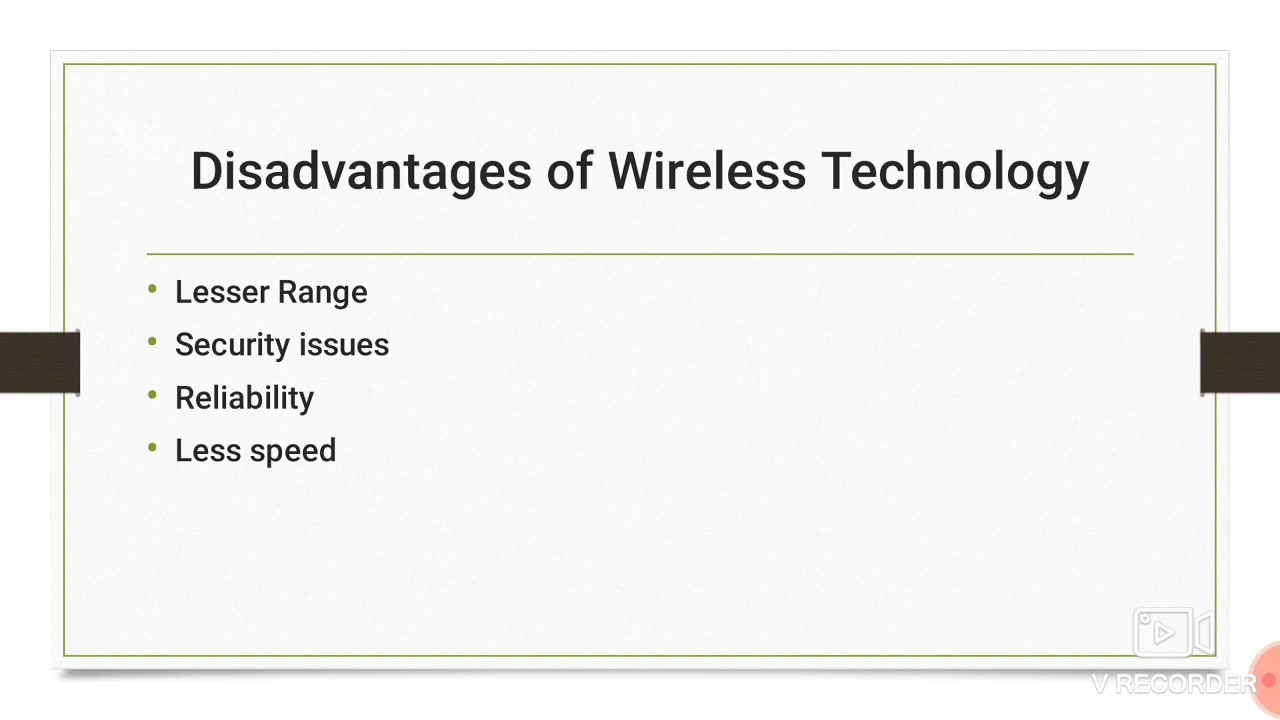 Disadvantages of Wireless Technology
• Lesser Range
• Security issues
• Reliability
• Less speed
V RECORDER